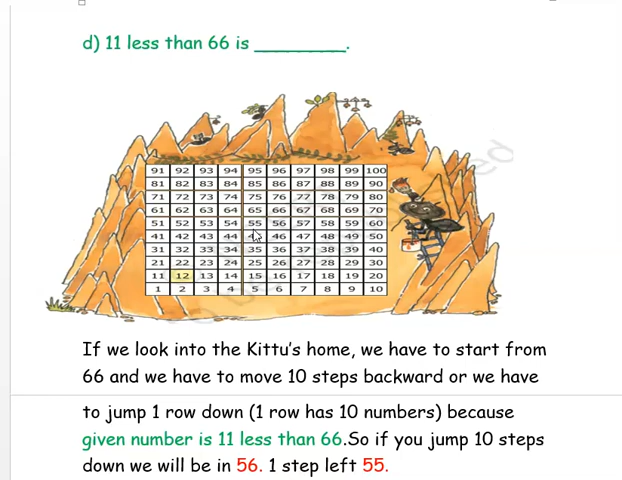 d) 11 less than 66 is ________.
91 92 93 94 95 96 97 98 99 100
81 82 83 84 85 86 87 88 89 90
71 72 73 74 75 76 77 78 79 80
61 62 63 64 65 66 67 68 69 70
51 52 53 54 55 56 57 58 59 60
41 42 43 44 46 47 48 49 50
31 32 33 34 35 36 37 38 39 40
21 22 23 24 25 26 27 28 29 30
11 12 13 14 15 16 17 18 19 20
1 2 3 4 5 6 7 8 9 10
If we look into the Kittu's home, we have to start from
66 and we have to move 10 steps backward or we have
to jump 1 row down (1 row has 10 numbers) because
given number is 11 less than 66.So if you jump 10 steps
down we will be in 56. 1 step left 55.